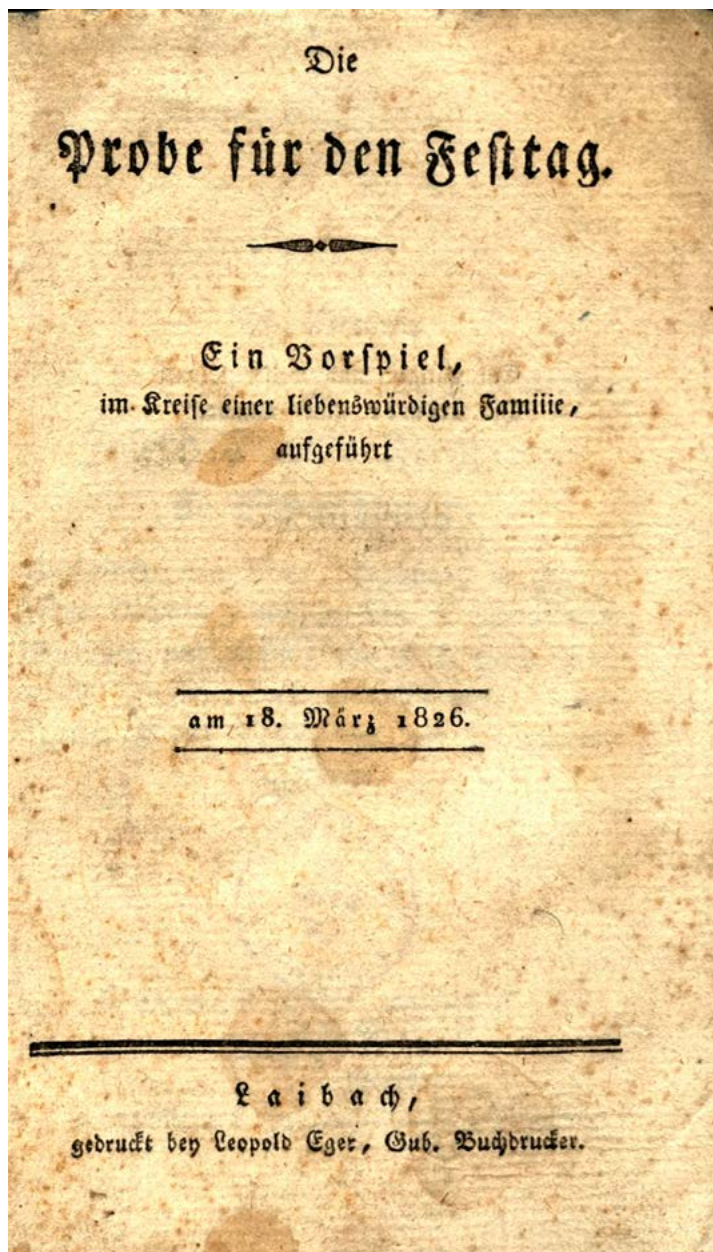 Die
Probe für den Festtag.
Ein Vorspiel,
im Kreise einer liebenswürdigen Familie,
aufgeführt
am 18. März 1826.
Laibach,
gedruckt bey Leopold Eger, Gub. Buchdrucker.